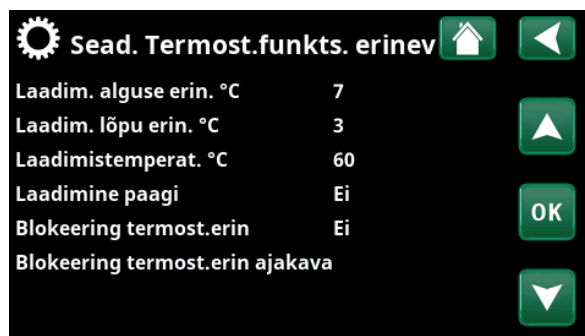 Sead. Termost.funkts. erinev
Laadim. alguse erin. °C 7
Laadim. lõpu erin. °C 3
Laadimistemperat. °C 60
Laadimine paagi Ei
Blokeering termost.erin Ei
Blokeering termost.erin ajakava
OK